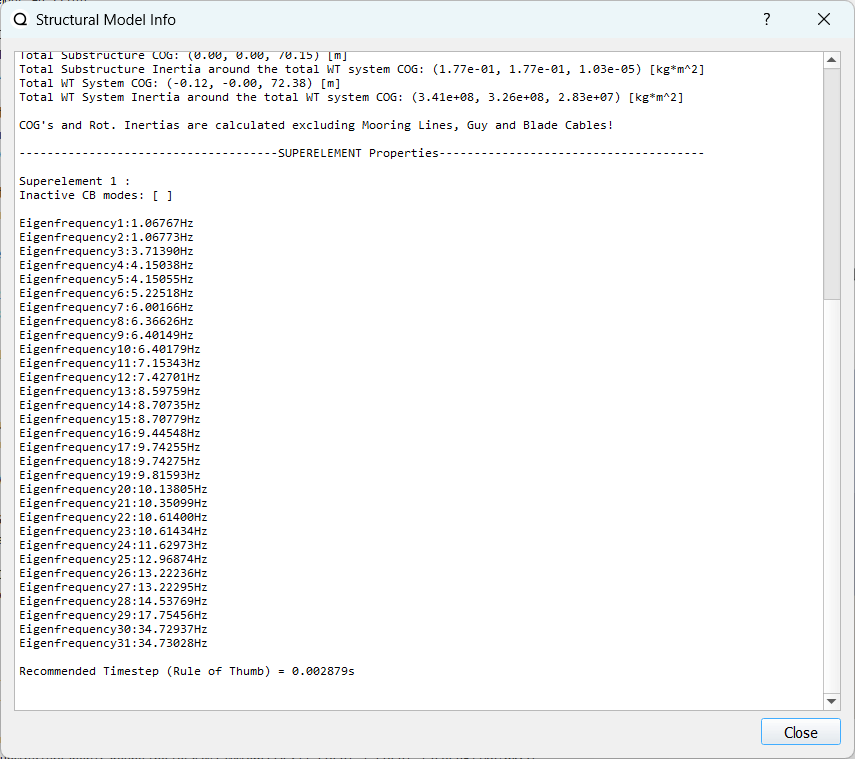 Structural Model Info
Total Substructure COG: (0.00, 0.00, 70.15) [m]
Total Substructure Inertia around the total WT system COG: (1.77e-01, 1.77e-01, 1.03e-05) [kg*m^2]
Total WT System COG: (-0.12, -0.00, 72.38) [m]
Total WT System Inertia around the total WT system COG: (3.41e+08, 3.26e+08, 2.83e+07) [kg*m^2]
COG's and Rot. Inertias are calculated excluding Mooring Lines, Guy and Blade Cables!
-------------------------------------SUPERELEMENT Properties--------------------------------------
Superelement 1 :
Inactive CB modes: [ ]
Eigenfrequency1:1.06767Hz
Eigenfrequency2:1.06773Hz
Eigenfrequency3:3.71390Hz
Eigenfrequency4:4.15038Hz
Eigenfrequency5:4.15055Hz
Eigenfrequency6:5.22518Hz
Eigenfrequency7:6.00166Hz
Eigenfrequency8:6.36626Hz
Eigenfrequency9:6.40149Hz
Eigenfrequency10:6.40179Hz
Eigenfrequency11:7.15343Hz
Eigenfrequency12:7.42701Hz
Eigenfrequency13:8.59759Hz
Eigenfrequency14:8.70735Hz
Eigenfrequency15:8.70779Hz
Eigenfrequency16:9.44548Hz
Eigenfrequency17:9.74255Hz
Eigenfrequency18:9.74275Hz
Eigenfrequency19:9.81593Hz
Eigenfrequency20:10.13805Hz
Eigenfrequency21:10.35099Hz
Eigenfrequency22:10.61400Hz
Eigenfrequency23:10.61434Hz
Eigenfrequency24:11.62973Hz
Eigenfrequency25:12.96874Hz
Eigenfrequency26:13.22236Hz
Eigenfrequency27:13.22295Hz
Eigenfrequency28:14.53769Hz
Eigenfrequency29:17.75456Hz
Eigenfrequency30:34.72937Hz
Eigenfrequency31:34.73028Hz
Recommended Timestep (Rule of Thumb) = 0.002879s
Close